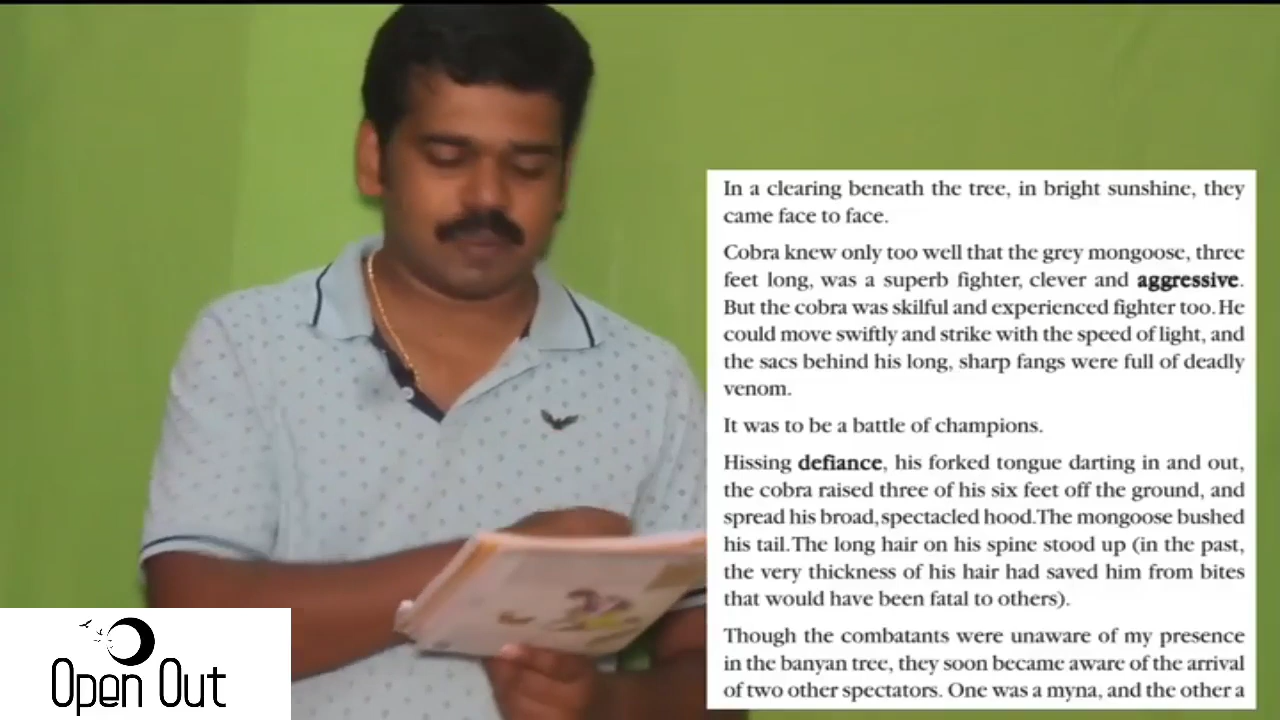 In a clearing beneath the tree, in bright sunshine, they
came face to face.
Cobra knew only too well that the grey mongoose, three
feet long, was a superb fighter, clever and aggressive.
But the cobra was skilful and experienced fighter too. He
could move swiftly and strike with the speed of light, and
the sacs behind his long, sharp fangs were full of deadly
venom.
It was to be a battle of champions.
Hissing defiance, his forked tongue darting in and out,
the cobra raised three of his six feet off the ground, and
spread his broad, spectacled hood. The mongoose bushed
his tail. The long hair on his spine stood up (in the past,
the very thickness of his hair had saved him from bites
that would have been fatal to others).
Though the combatants were unaware of my presence
in the banyan tree, they soon became aware of the arrival
of two other spectators. One was a myna, and the other a
Open Out